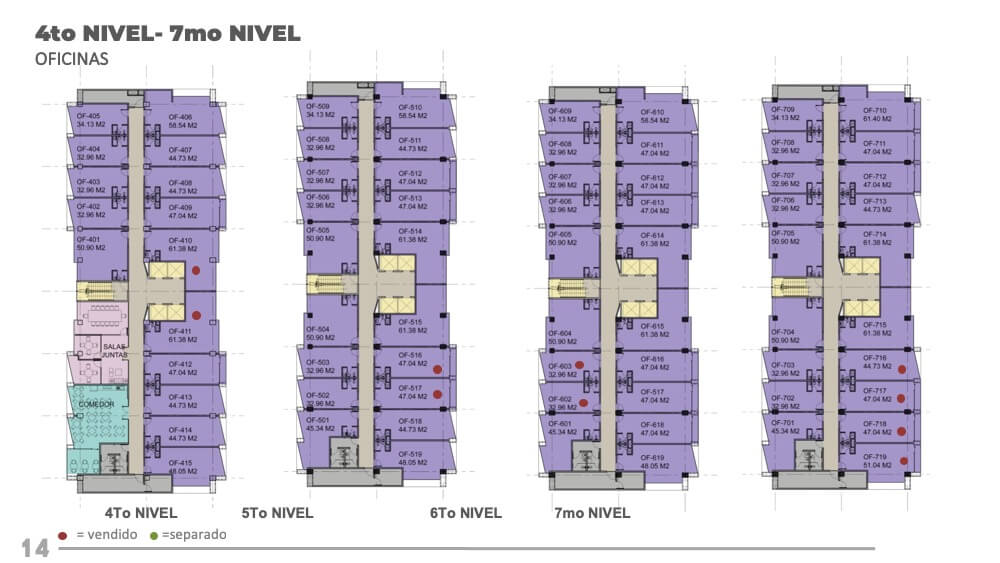 4to NIVEL- 7mo NIVEL
OFICINAS
OF-405
34.13 M2
OF-406
58.54 M2
OF-404
32.96 M2
OF-407
44.73 M2
OF-403
32.96 M2
OF-408
44.73 M2
OF-402
32.96 M2
OF-409
47.04 M2
OF-401
50.90 M2
OF-410
61.38 M2
OF-411
61.38 M2
SALAS
JUNTAS
OF-412
47.04 M2
COMEDOR
OF-413
44.73 M2
OF-414
44.73 M2
OF-415
48.05 M2
OF-509
34.13 M2
OF-510
58.54 M2
OF-508
32.96 M2
OF-511
44.73 M2
OF-507
32.96 M2
OF-512
47.04 M2
OF-506
32.96 M2
OF-513
47.04 M2
OF-505
50.90 M2
OF-514
61.38 M2
OF-504
50.90 M2
OF-515
61.38 M2
OF-503
32.96 M2
OF-516
47.04 M2
OF-502
32.96 M2
OF-517
47.04 M2
OF-501
45.34 M2
OF-518
44.73 M2
OF-519
48.05 M2
OF-609
34.13 M2
OF-610
58.54 M2
OF-608
32.96 M2
OF-611
44.73 M2
OF-607
32.96 M2
OF-612
47.04 M2
OF-606
32.96 M2
OF-613
47.04 M2
OF-605
50.90 M2
OF-614
61.38 M2
OF-604
50.90 M2
OF-615
61.38 M2
OF-603
32.96 M2
OF-616
47.04 M2
OF-602
32.96 M2
OF-517
47.04 M2
OF-601
45.34 M2
OF-618
47.04 M2
OF-619
48.05 M2
OF-709
34.13 M2
OF-710
61.40 M2
OF-708
32.96 M2
OF-711
47.04 M2
OF-707
32.96 M2
OF-712
47.04 M2
OF-706
32.96 M2
OF-713
44.73 M2
OF-705
50.90 M2
OF-714
61.38 M2
OF-704
50.90 M2
OF-715
61.38 M2
OF-703
32.96 M2
OF-716
44.73 M2
OF-702
32.96 M2
OF-717
47.04 M2
OF-701
45.34 M2
OF-718
47.04 M2
OF-719
51.04 M2
4To NIVEL
5To NIVEL
6To NIVEL
7mo NIVEL
= vendido
=separado
14